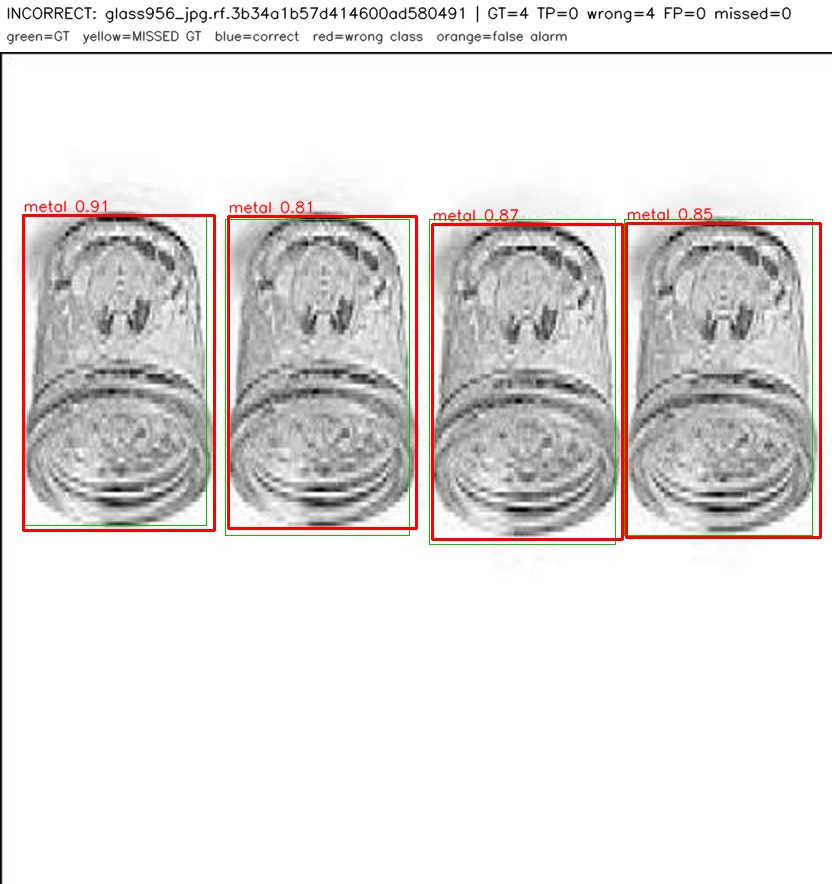 INCORRECT: glass956_jpg.rf.3b34a1b57d414600ad580491 | GT=4 TP=0 wrong=4 FP=0 missed=0
green=GT yellow=MISSED GT blue=correct red=wrong class orange=false alarm
metal 0.91
metal 0.81
metal 0.87
metal 0.85